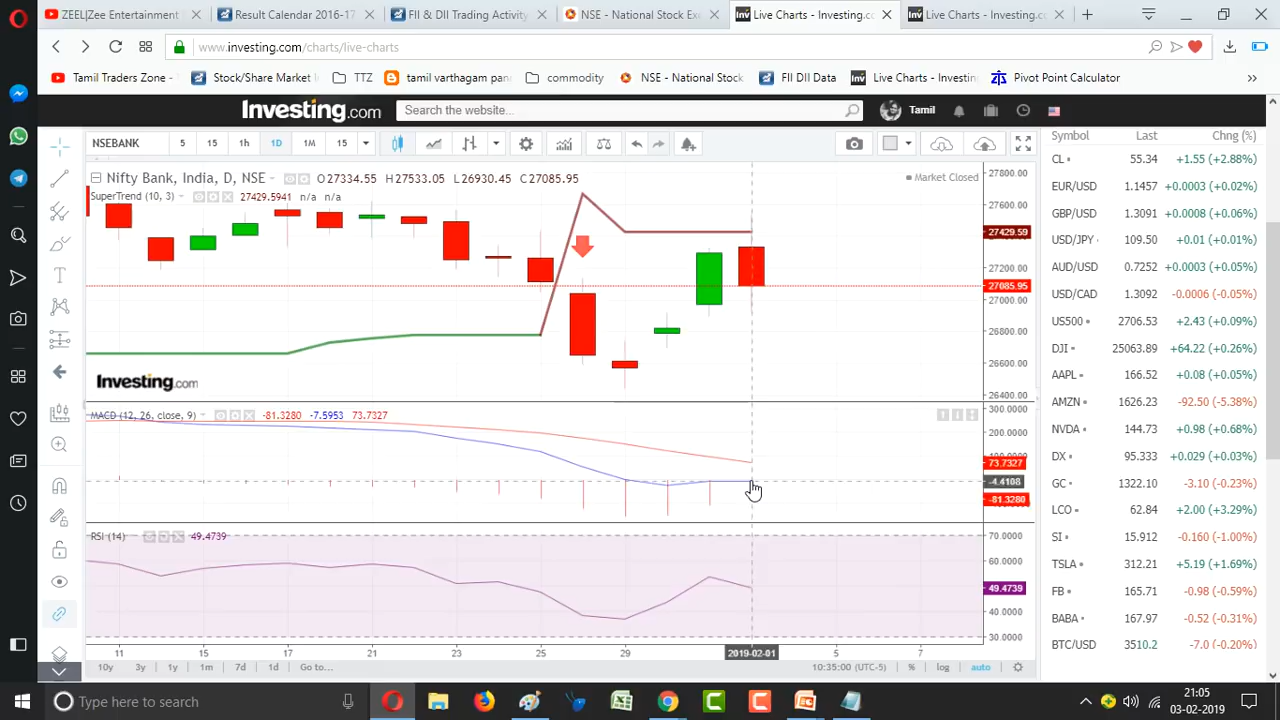 ZEEL|Zee Entertainment
Result Calendar 2016-17
FII & DII Trading Activity
NSE - National Stock Ex
Live Charts - Investing.com
Live Charts - Investing.co
www.investing.com/charts/live-charts
Tamil Traders Zone -
Stock/Share Market
TTZ
tamil varthagam pan
commodity
NSE - National Stock
FII DII Data
Live Charts - Investin
Pivot Point Calculator
»
Investing.com
Search the website...
Tamil
NSEBANK
5
15
1h
1D
1M
15
Nifty Bank, India, D, NSE
O 27334.55 H 27533.05 L 26930.45 C 27085.95
Market Closed
SuperTrend (10, 3)
27429.5941 n/a n/a
27800.00
27600.00
27429.59
27200.00
27085.95
27000.00
26800.00
26600.00
26400.00
Investing.com
MACD (12, 26, close, 9)
-81.3280 -7.5953 73.7327
300.0000
200.0000
73.7327
-4.4108
-81.3280
RSI (14)
49.4739
70.0000
60.0000
49.4739
40.0000
30.0000
11
15
17
21
23
25
29
2019-02-01
5
7
10y
3y
1y
1m
7d
1d
Go to...
10:35:00 (UTC-5)
%
log
auto
Symbol Last Chng (%)
CL 55.34 +1.55 (+2.88%)
EUR/USD 1.1457 +0.0003 (+0.02%)
GBP/USD 1.3091 +0.0008 (+0.06%)
USD/JPY 109.50 +0.01 (+0.01%)
AUD/USD 0.7252 +0.0003 (+0.05%)
USD/CAD 1.3092 -0.0006 (-0.05%)
US500 2706.53 +2.43 (+0.09%)
DJI 25063.89 +64.22 (+0.26%)
AAPL 166.52 +0.08 (+0.05%)
AMZN 1626.23 -92.50 (-5.38%)
NVDA 144.73 +0.98 (+0.68%)
DX 95.333 +0.029 (+0.03%)
GC 1322.10 -3.10 (-0.23%)
LCO 62.84 +2.00 (+3.29%)
SI 15.912 -0.160 (-1.00%)
TSLA 312.21 +5.19 (+1.69%)
FB 165.71 -0.98 (-0.59%)
BABA 167.97 -0.52 (-0.31%)
BTC/USD 3510.2 -7.0 (-0.20%)
Type here to search
21:05
03-02-2019